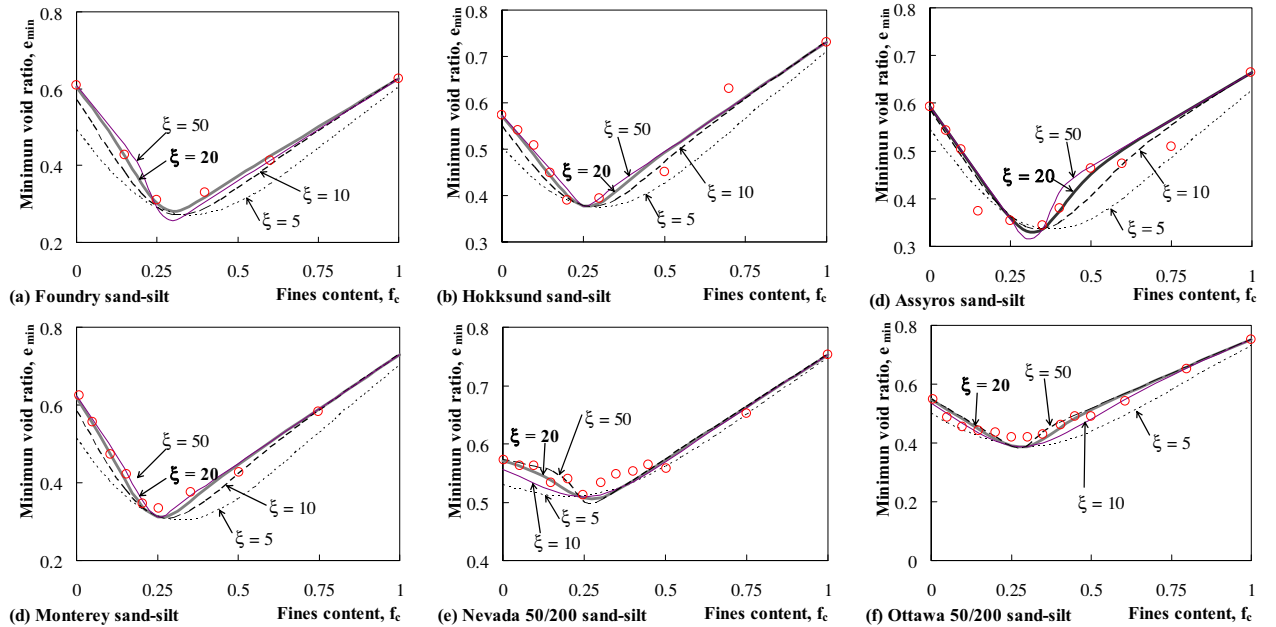 Minimun void ratio, e_min
0.8
0.6
0.4
0.2
ξ = 50
ξ = 20
ξ = 10
ξ = 5
0
0.25
0.5
0.75
1
(a) Foundry sand-silt
Fines content, f_c
Minimun void ratio, e_min
0.8
0.7
0.6
0.5
0.4
0.3
ξ = 50
ξ = 20
ξ = 10
ξ = 5
0
0.25
0.5
0.75
1
(b) Hokksund sand-silt
Fines content, f_c
Minimun void ratio, e_min
0.8
0.7
0.6
0.5
0.4
0.3
ξ = 50
ξ = 20
ξ = 10
ξ = 5
0
0.25
0.5
0.75
1
(d) Assyros sand-silt
Fines content, f_c
Minimun void ratio, e_min
0.8
0.6
0.4
0.2
ξ = 50
ξ = 20
ξ = 10
ξ = 5
0
0.25
0.5
0.75
1
(d) Monterey sand-silt
Fines content, f_c
Minimun void ratio, e_min
0.8
0.7
0.6
0.5
0.4
ξ = 20
ξ = 50
ξ = 5
ξ = 10
0
0.25
0.5
0.75
1
(e) Nevada 50/200 sand-silt
Fines content, f_c
Minimun void ratio, e_min
0.8
0.6
0.4
0.2
0
ξ = 20
ξ = 50
ξ = 5
ξ = 10
0
0.25
0.5
0.75
1
(f) Ottawa 50/200 sand-silt
Fines content, f_c